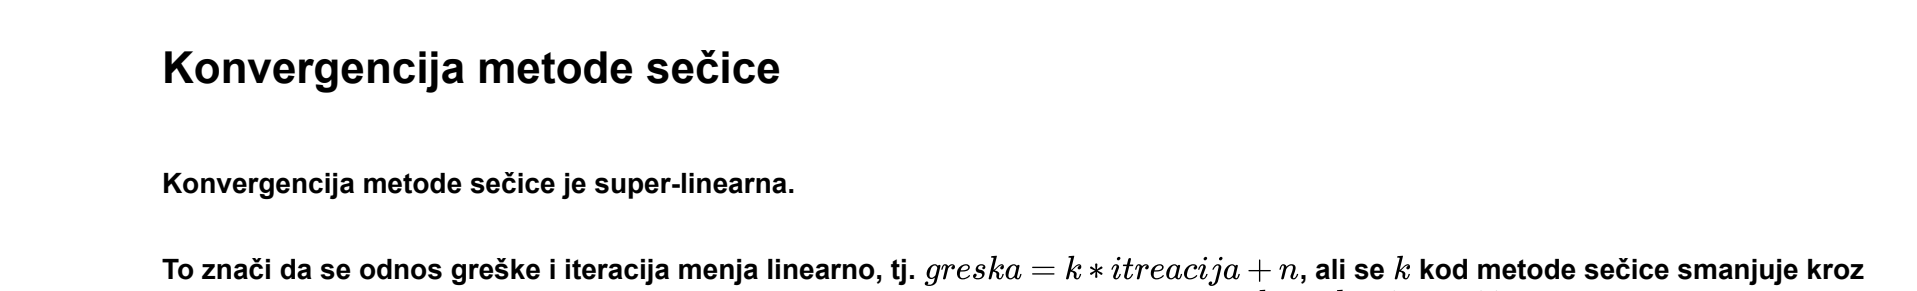 Konvergencija metode sečice
Konvergencija metode sečice je super-linearna.
To znači da se odnos greške i iteracija menja linearno, tj. greska = k ∗ itreacija + n, ali se k kod metode sečice smanjuje kroz